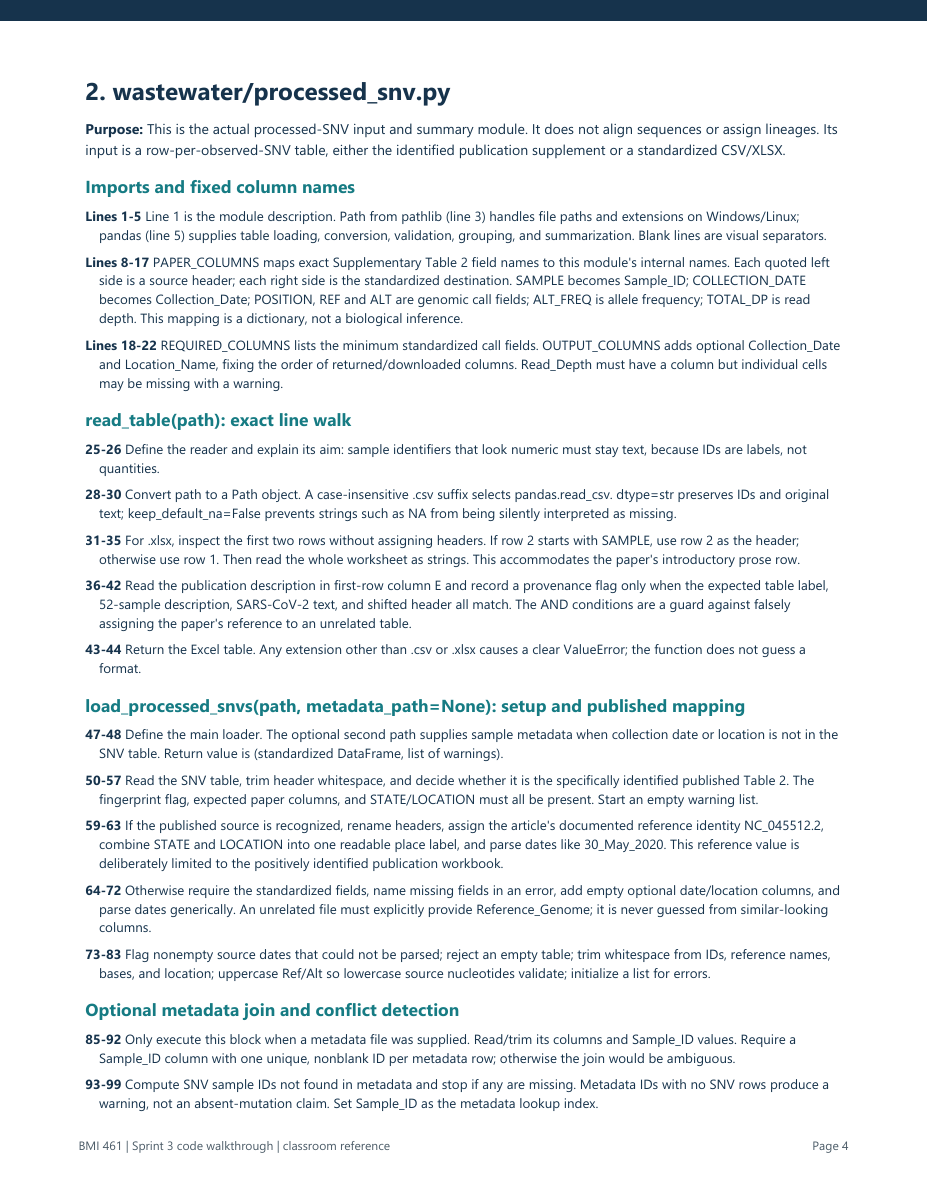 2. wastewater/processed_snv.py
Purpose: This is the actual processed-SNV input and summary module. It does not align sequences or assign lineages. Its
input is a row-per-observed-SNV table, either the identified publication supplement or a standardized CSV/XLSX.
Imports and fixed column names
Lines 1-5 Line 1 is the module description. Path from pathlib (line 3) handles file paths and extensions on Windows/Linux;
pandas (line 5) supplies table loading, conversion, validation, grouping, and summarization. Blank lines are visual separators.
Lines 8-17 PAPER_COLUMNS maps exact Supplementary Table 2 field names to this module's internal names. Each quoted left
side is a source header; each right side is the standardized destination. SAMPLE becomes Sample_ID; COLLECTION_DATE
becomes Collection_Date; POSITION, REF and ALT are genomic call fields; ALT_FREQ is allele frequency; TOTAL_DP is read
depth. This mapping is a dictionary, not a biological inference.
Lines 18-22 REQUIRED_COLUMNS lists the minimum standardized call fields. OUTPUT_COLUMNS adds optional Collection_Date
and Location_Name, fixing the order of returned/downloaded columns. Read_Depth must have a column but individual cells
may be missing with a warning.
read_table(path): exact line walk
25-26 Define the reader and explain its aim: sample identifiers that look numeric must stay text, because IDs are labels, not
quantities.
28-30 Convert path to a Path object. A case-insensitive .csv suffix selects pandas.read_csv. dtype=str preserves IDs and original
text; keep_default_na=False prevents strings such as NA from being silently interpreted as missing.
31-35 For .xlsx, inspect the first two rows without assigning headers. If row 2 starts with SAMPLE, use row 2 as the header;
otherwise use row 1. Then read the whole worksheet as strings. This accommodates the paper's introductory prose row.
36-42 Read the publication description in first-row column E and record a provenance flag only when the expected table label,
52-sample description, SARS-CoV-2 text, and shifted header all match. The AND conditions are a guard against falsely
assigning the paper's reference to an unrelated table.
43-44 Return the Excel table. Any extension other than .csv or .xlsx causes a clear ValueError; the function does not guess a
format.
load_processed_snvs(path, metadata_path=None): setup and published mapping
47-48 Define the main loader. The optional second path supplies sample metadata when collection date or location is not in the
SNV table. Return value is (standardized DataFrame, list of warnings).
50-57 Read the SNV table, trim header whitespace, and decide whether it is the specifically identified published Table 2. The
fingerprint flag, expected paper columns, and STATE/LOCATION must all be present. Start an empty warning list.
59-63 If the published source is recognized, rename headers, assign the article's documented reference identity NC_045512.2,
combine STATE and LOCATION into one readable place label, and parse dates like 30_May_2020. This reference value is
deliberately limited to the positively identified publication workbook.
64-72 Otherwise require the standardized fields, name missing fields in an error, add empty optional date/location columns, and
parse dates generically. An unrelated file must explicitly provide Reference_Genome; it is never guessed from similar-looking
columns.
73-83 Flag nonempty source dates that could not be parsed; reject an empty table; trim whitespace from IDs, reference names,
bases, and location; uppercase Ref/Alt so lowercase source nucleotides validate; initialize a list for errors.
Optional metadata join and conflict detection
85-92 Only execute this block when a metadata file was supplied. Read/trim its columns and Sample_ID values. Require a
Sample_ID column with one unique, nonblank ID per metadata row; otherwise the join would be ambiguous.
93-99 Compute SNV sample IDs not found in metadata and stop if any are missing. Metadata IDs with no SNV rows produce a
warning, not an absent-mutation claim. Set Sample_ID as the metadata lookup index.
BMI 461 | Sprint 3 code walkthrough | classroom reference
Page 4